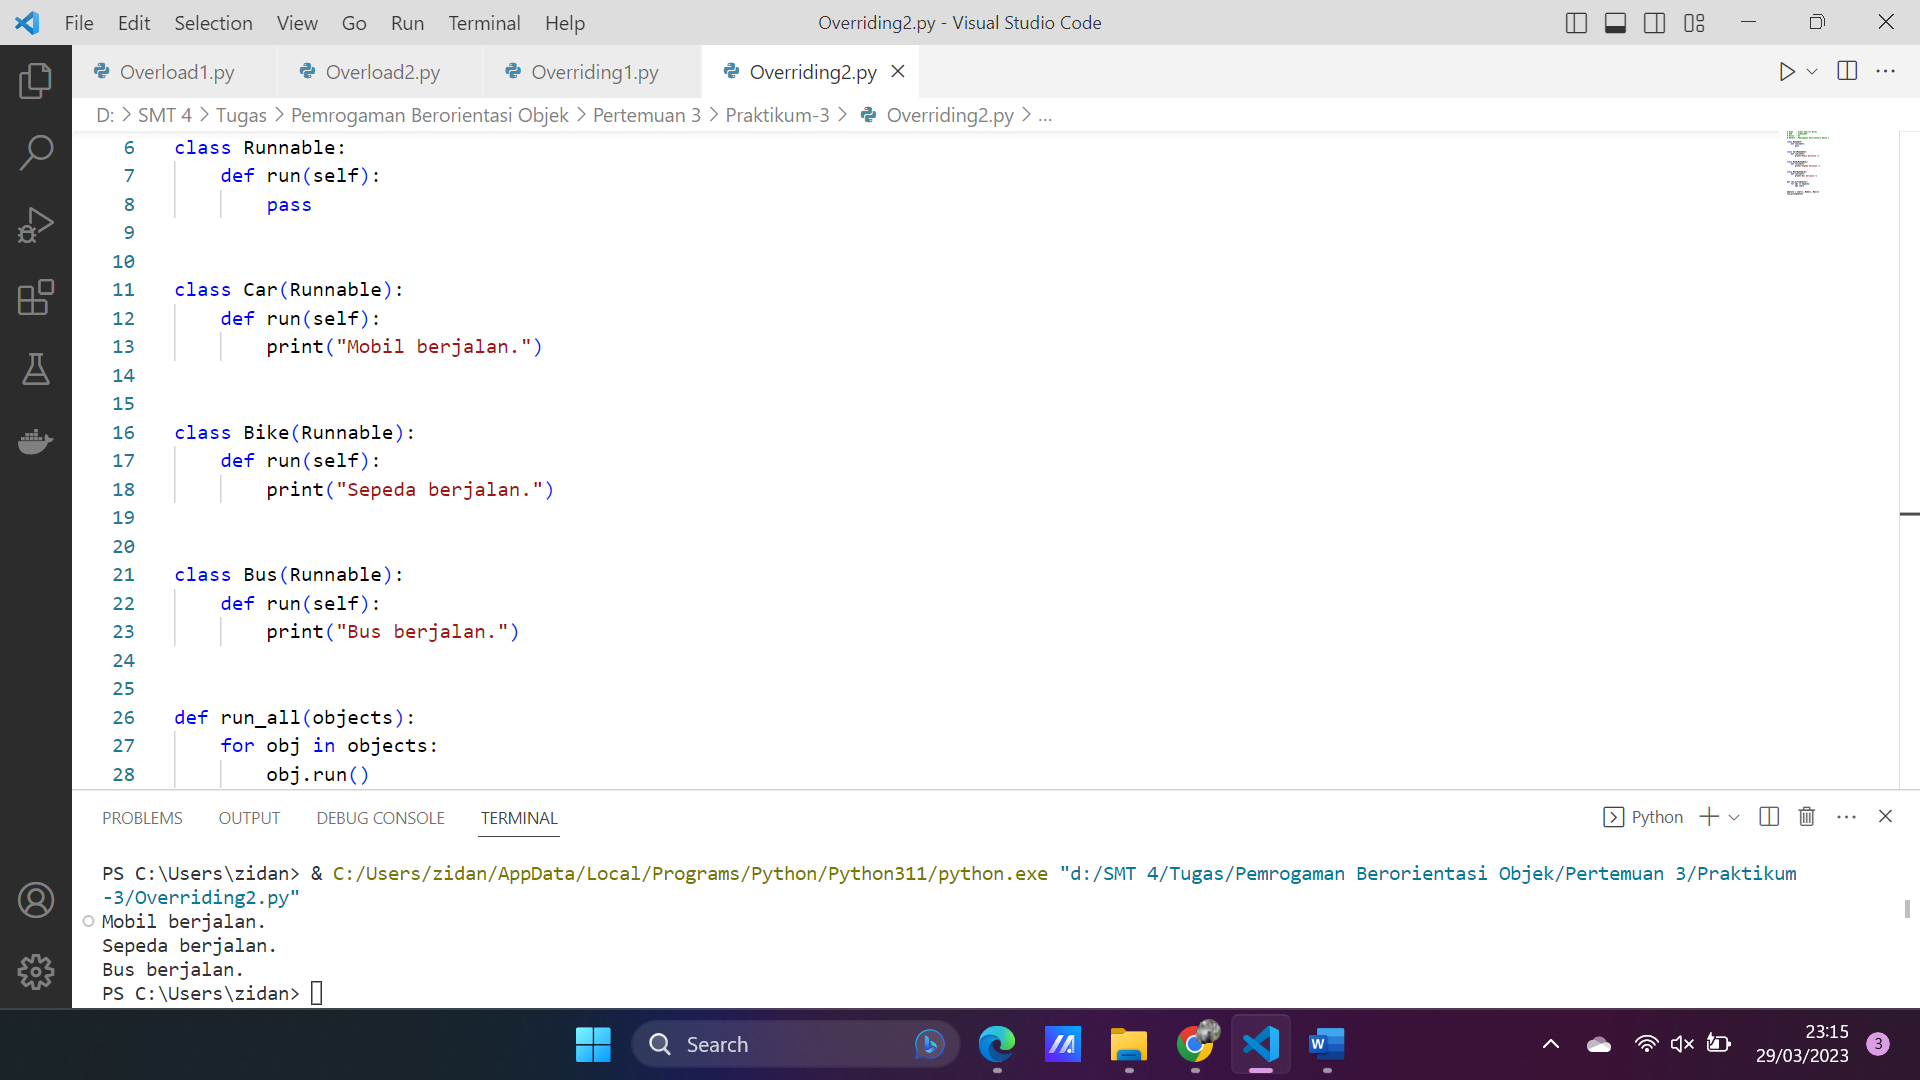 File Edit Selection View Go Run Terminal Help Overriding2.py - Visual Studio Code
Overload1.py Overload2.py Overriding1.py Overriding2.py
D: > SMT 4 > Tugas > Pemrogaman Berorientasi Objek > Pertemuan 3 > Praktikum-3 > Overriding2.py > ...
6 class Runnable:
7 def run(self):
8 pass
9
10
11 class Car(Runnable):
12 def run(self):
13 print("Mobil berjalan.")
14
15
16 class Bike(Runnable):
17 def run(self):
18 print("Sepeda berjalan.")
19
20
21 class Bus(Runnable):
22 def run(self):
23 print("Bus berjalan.")
24
25
26 def run_all(objects):
27 for obj in objects:
28 obj.run()
PROBLEMS OUTPUT DEBUG CONSOLE TERMINAL Python
PS C:\Users\zidan> & C:/Users/zidan/AppData/Local/Programs/Python/Python311/python.exe "d:/SMT 4/Tugas/Pemrogaman Berorientasi Objek/Pertemuan 3/Praktikum
-3/Overriding2.py"
Mobil berjalan.
Sepeda berjalan.
Bus berjalan.
PS C:\Users\zidan>
Search
23:15
29/03/2023
3